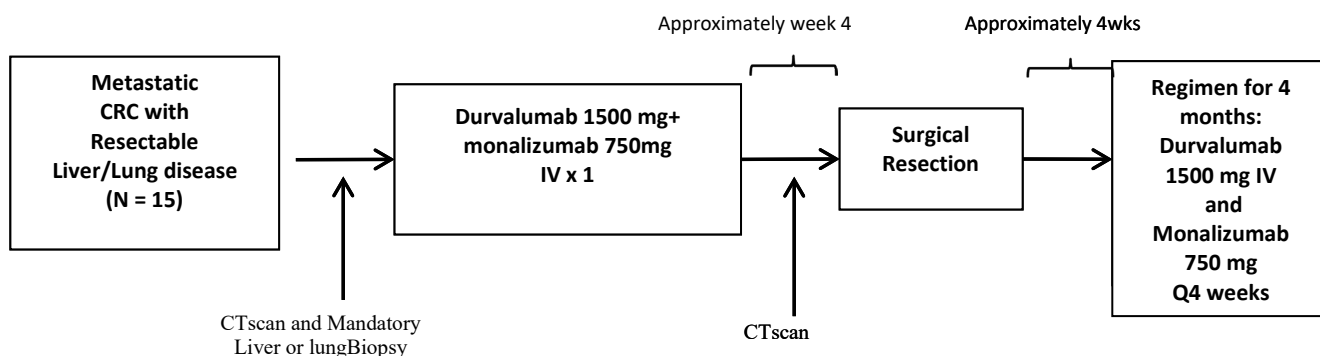 Approximately week 4
Approximately 4wks
Metastatic
CRC with
Resectable
Liver/Lung disease
(N = 15)
Durvalumab 1500 mg+
monalizumab 750mg
IV x 1
Surgical
Resection
Regimen for 4
months:
Durvalumab
1500 mg IV
and
Monalizumab
750 mg
Q4 weeks
CTscan and Mandatory
Liver or lungBiopsy
CTscan